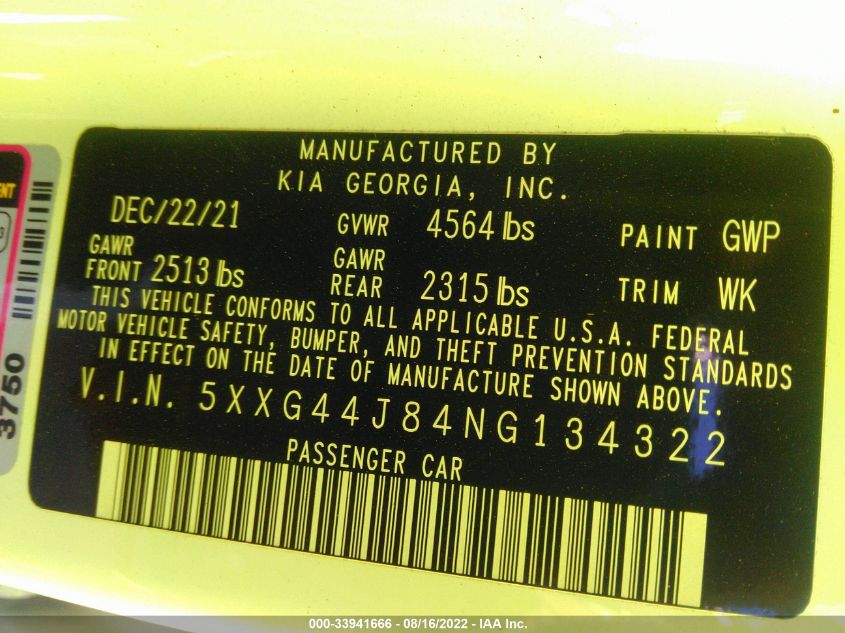 MANUFACTURED BY
KIA GEORGIA, INC.
DEC/22/21 GVWR 4564 lbs PAINT GWP
GAWR FRONT 2513 lbs GAWR REAR 2315 lbs TRIM WK
THIS VEHICLE CONFORMS TO ALL APPLICABLE U.S.A. FEDERAL
MOTOR VEHICLE SAFETY, BUMPER, AND THEFT PREVENTION STANDARDS
IN EFFECT ON THE DATE OF MANUFACTURE SHOWN ABOVE.
V.I.N. 5XXG44J84NG134322
PASSENGER CAR
3750
000-33941666 - 08/16/2022 - IAA Inc.